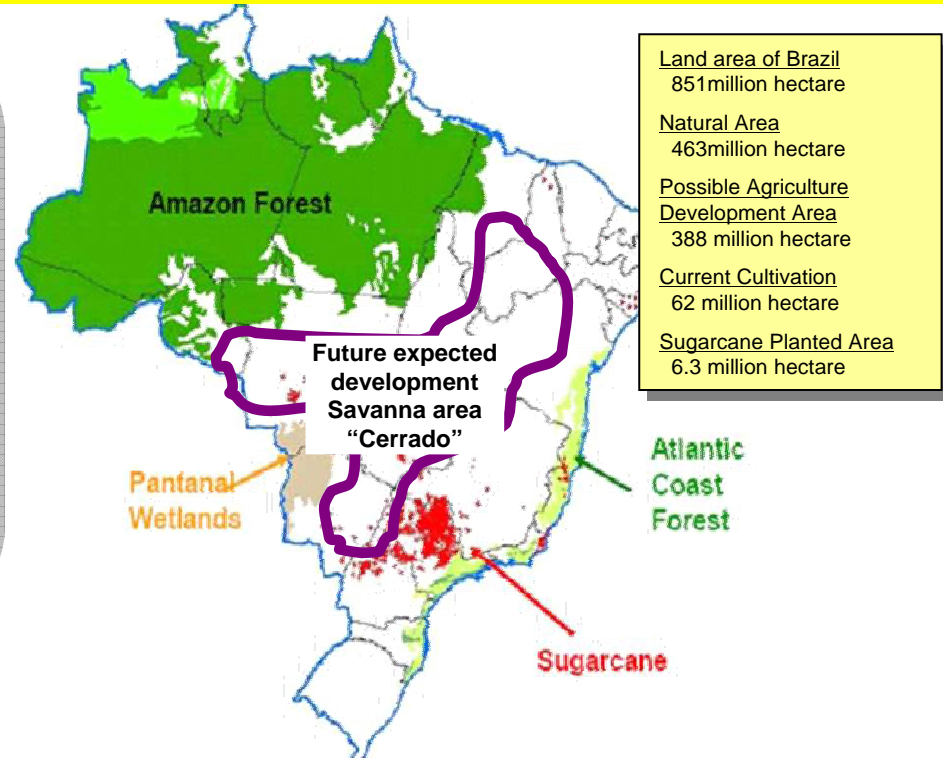 Land area of Brazil
851million hectare
Natural Area
463million hectare
Possible Agriculture
Development Area
388 million hectare
Current Cultivation
62 million hectare
Sugarcane Planted Area
6.3 million hectare
Amazon Forest
Future expected
development
Savanna area
“Cerrado”
Pantanal
Wetlands
Atlantic
Coast
Forest
Sugarcane